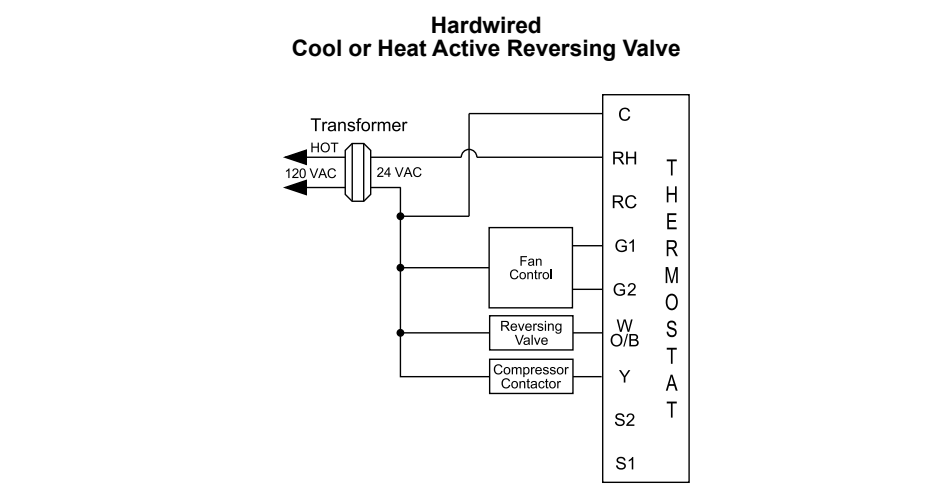 Hardwired
Cool or Heat Active Reversing Valve
Transformer
HOT
120 VAC
24 VAC
C
RH
RC
G1
G2
W
O/B
Y
S2
S1
THERMOSTAT
Fan
Control
Reversing
Valve
Compressor
Contactor